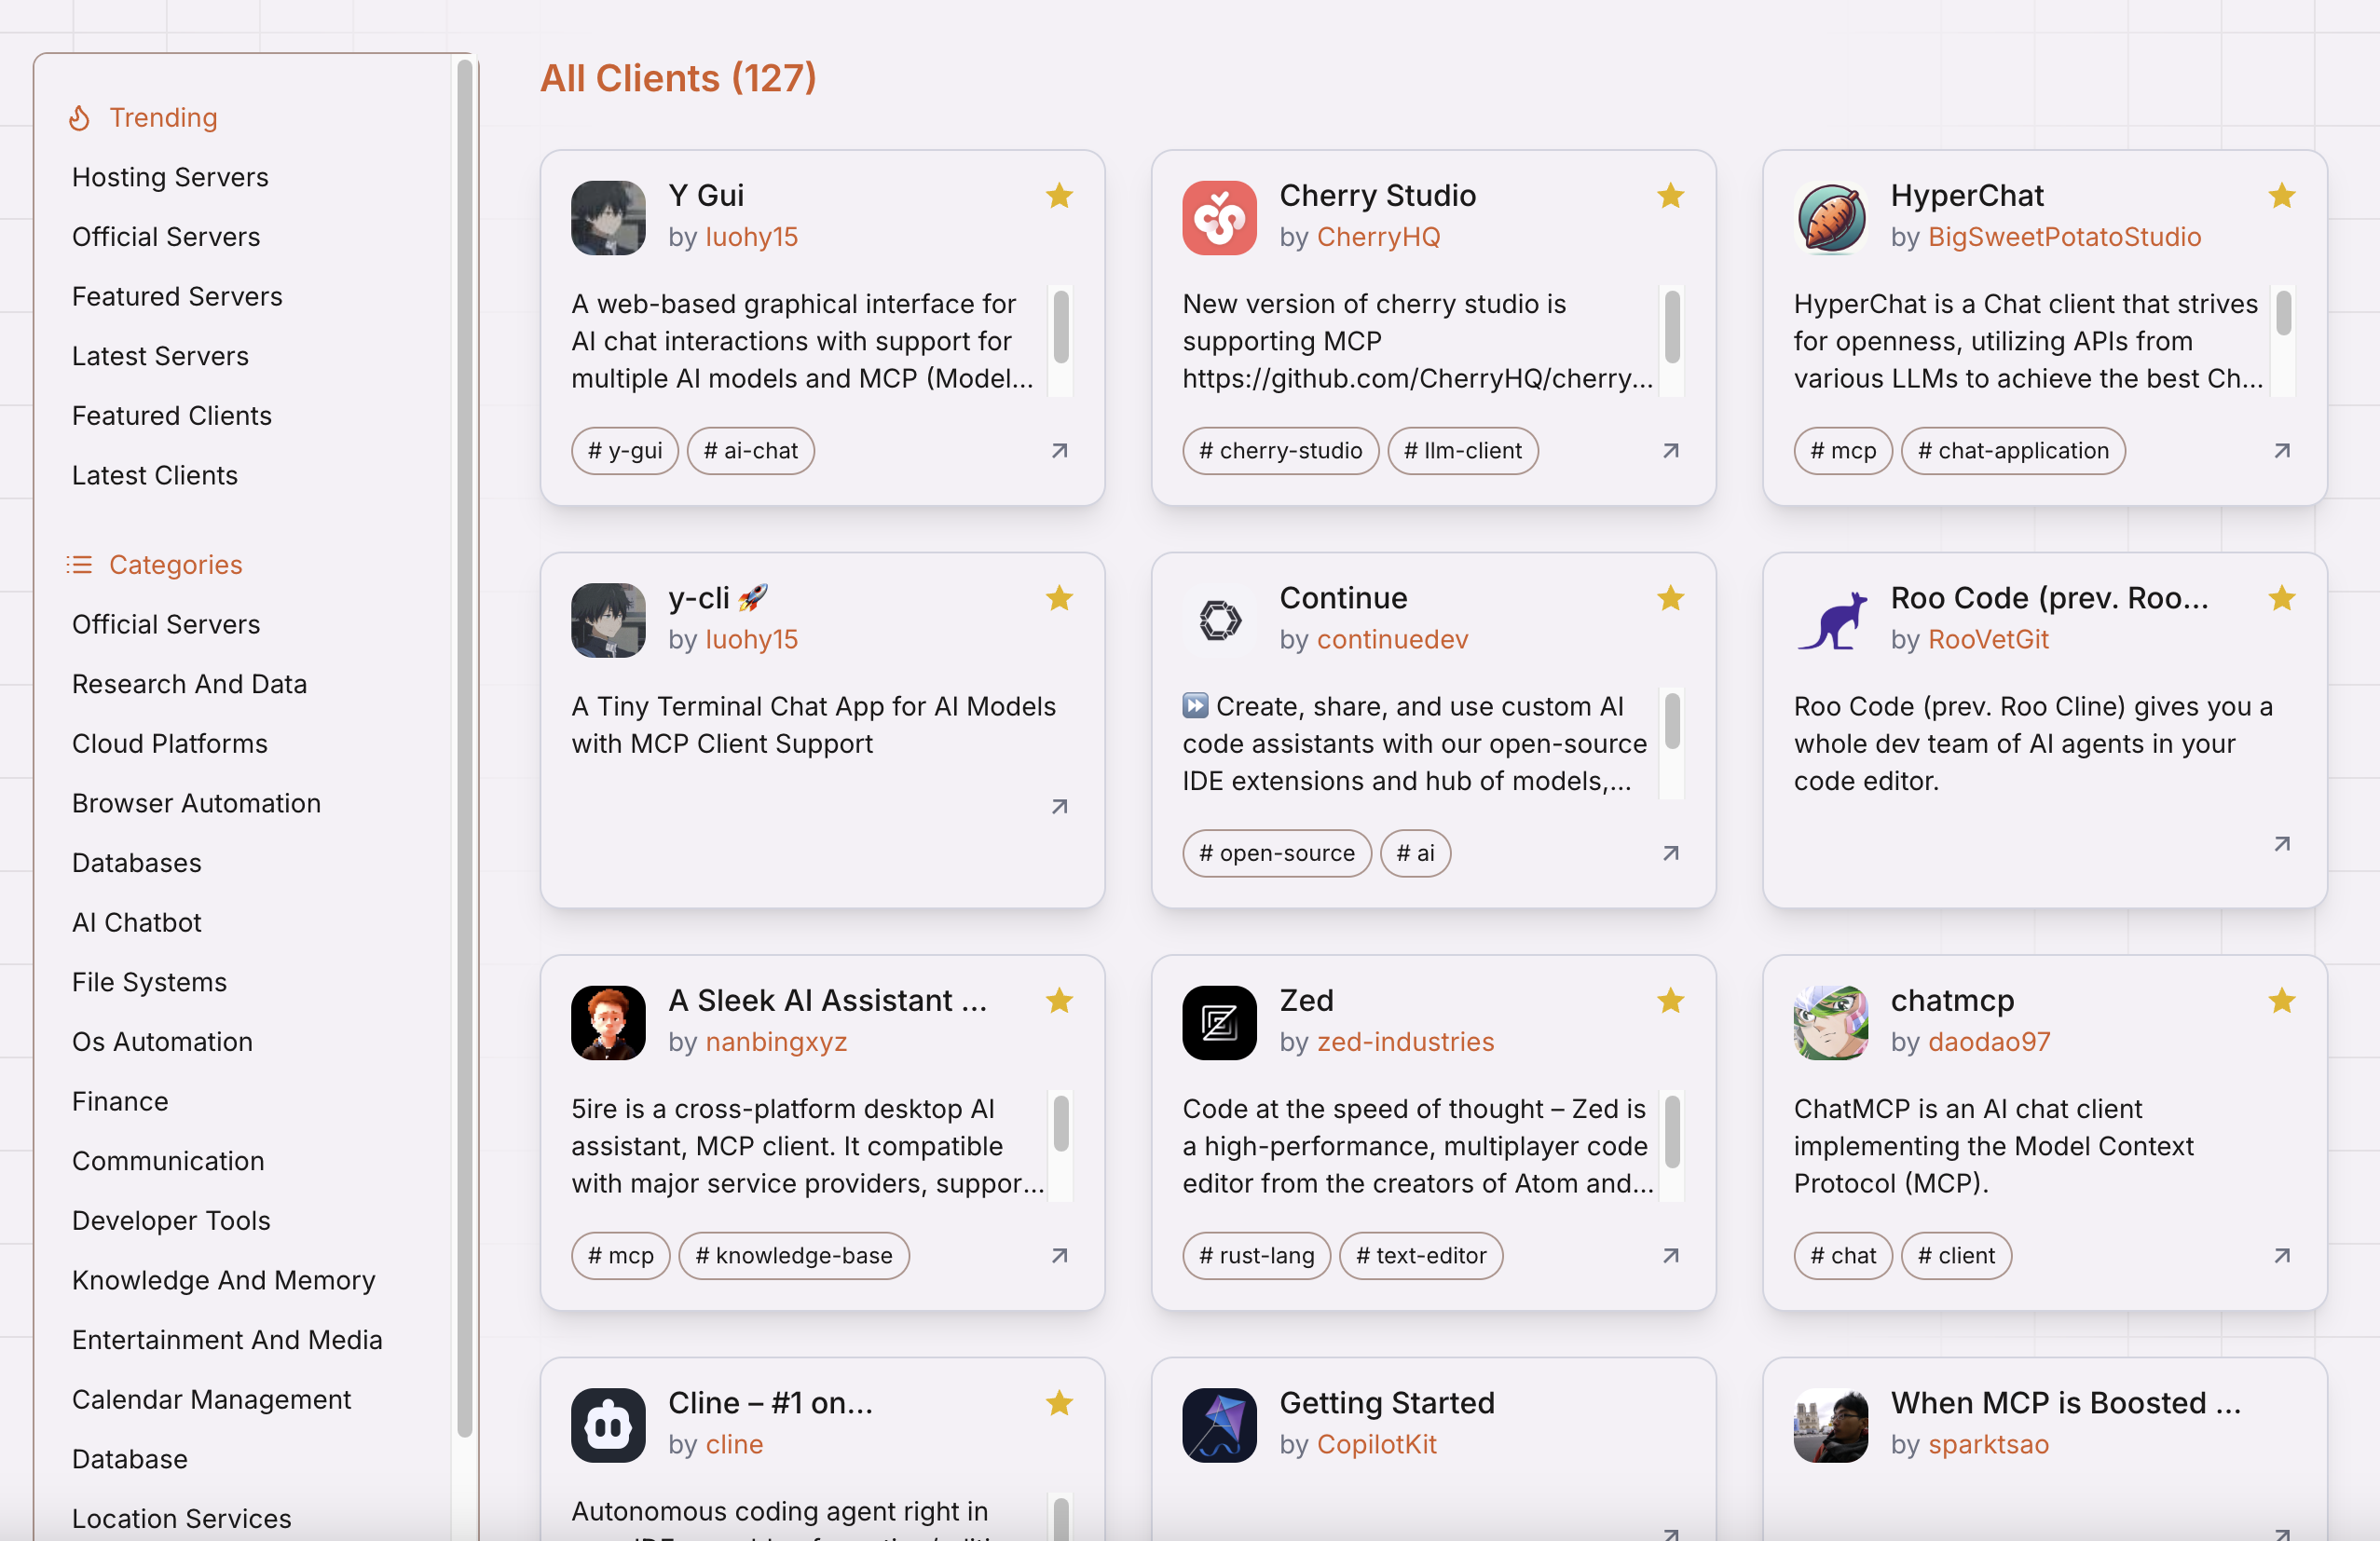 Trending
Hosting Servers
Official Servers
Featured Servers
Latest Servers
Featured Clients
Latest Clients
Categories
Official Servers
Research And Data
Cloud Platforms
Browser Automation
Databases
AI Chatbot
File Systems
Os Automation
Finance
Communication
Developer Tools
Knowledge And Memory
Entertainment And Media
Calendar Management
Database
Location Services
All Clients (127)
Y Gui
by luohy15
A web-based graphical interface for
AI chat interactions with support for
multiple AI models and MCP (Model...
# y-gui # ai-chat
Cherry Studio
by CherryHQ
New version of cherry studio is
supporting MCP
https://github.com/CherryHQ/cherry...
# cherry-studio # llm-client
HyperChat
by BigSweetPotatoStudio
HyperChat is a Chat client that strives
for openness, utilizing APIs from
various LLMs to achieve the best Ch...
# mcp # chat-application
y-cli 🚀
by luohy15
A Tiny Terminal Chat App for AI Models
with MCP Client Support
Continue
by continuedev
⏩ Create, share, and use custom AI
code assistants with our open-source
IDE extensions and hub of models,...
# open-source # ai
Roo Code (prev. Roo...
by RooVetGit
Roo Code (prev. Roo Cline) gives you a
whole dev team of AI agents in your
code editor.
A Sleek AI Assistant ...
by nanbingxyz
5ire is a cross-platform desktop AI
assistant, MCP client. It compatible
with major service providers, suppor...
# mcp # knowledge-base
Zed
by zed-industries
Code at the speed of thought – Zed is
a high-performance, multiplayer code
editor from the creators of Atom and...
# rust-lang # text-editor
chatmcp
by daodao97
ChatMCP is an AI chat client
implementing the Model Context
Protocol (MCP).
# chat # client
Cline – #1 on...
by cline
Autonomous coding agent right in
Getting Started
by CopilotKit
When MCP is Boosted ...
by sparktsao